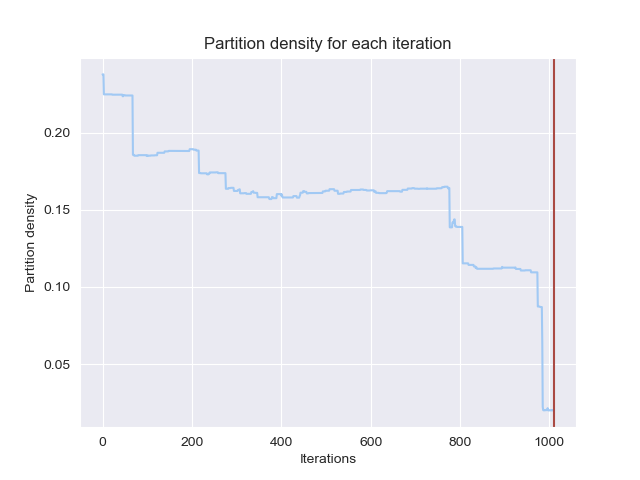 Partition density for each iteration
Partition density
0.20
0.15
0.10
0.05
0 200 400 600 800 1000
Iterations